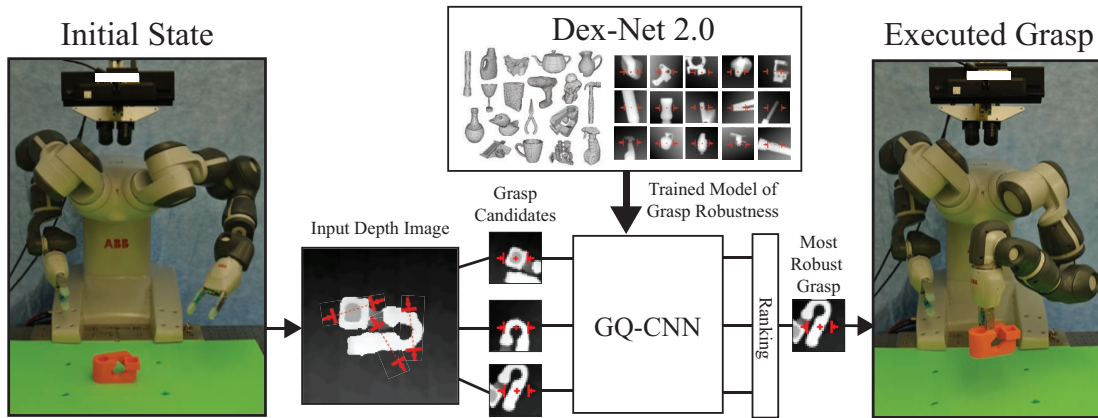 Initial State
Dex-Net 2.0
Executed Grasp
Trained Model of
Grasp Robustness
Grasp
Candidates
Input Depth Image
Most
Robust
Grasp
GQ-CNN
Ranking
ABB
ABB